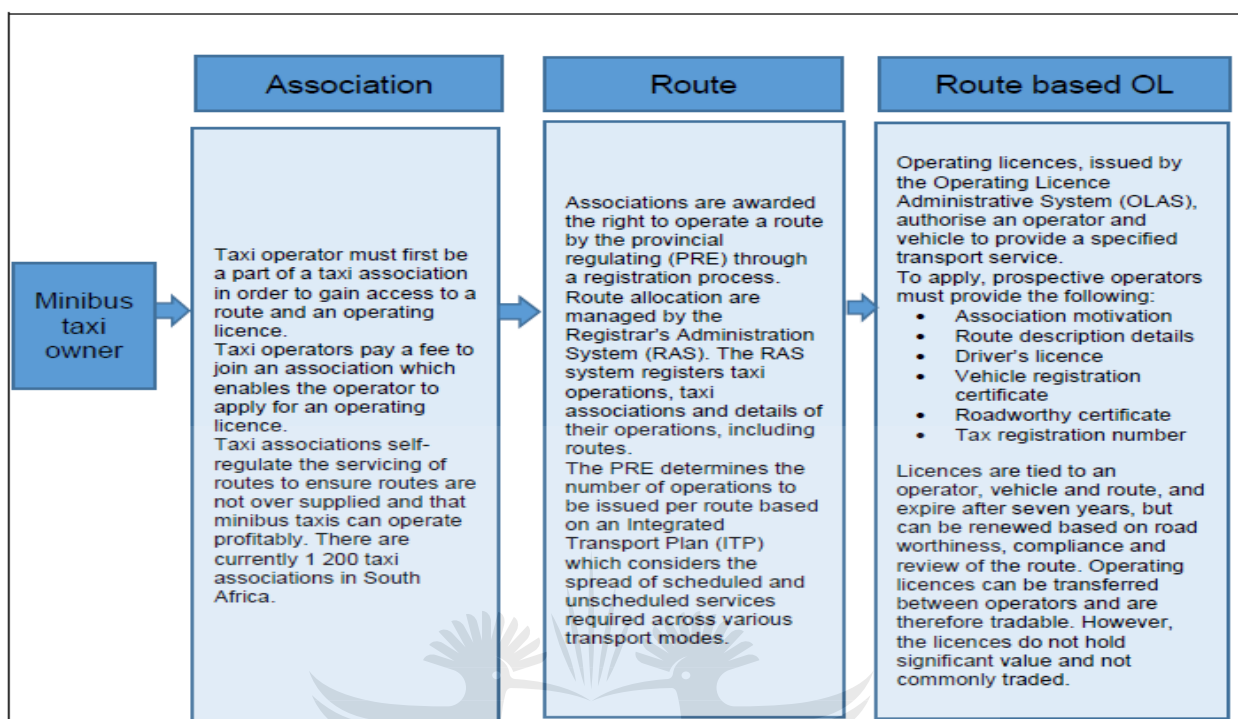 Minibus
taxi
owner
Association
Taxi operator must first be
a part of a taxi association
in order to gain access to a
route and an operating
licence.
Taxi operators pay a fee to
join an association which
enables the operator to
apply for an operating
licence.
Taxi associations self-
regulate the servicing of
routes to ensure routes are
not over supplied and that
minibus taxis can operate
profitably. There are
currently 1 200 taxi
associations in South
Africa.
Route
Associations are awarded
the right to operate a route
by the provincial
regulating (PRE) through
a registration process.
Route allocation are
managed by the
Registrar's Administration
System (RAS). The RAS
system registers taxi
operations, taxi
associations and details of
their operations, including
routes.
The PRE determines the
number of operations to
be issued per route based
on an Integrated
Transport Plan (ITP)
which considers the
spread of scheduled and
unscheduled services
required across various
transport modes.
Route based OL
Operating licences, issued by
the Operating Licence
Administrative System (OLAS),
authorise an operator and
vehicle to provide a specified
transport service.
To apply, prospective operators
must provide the following:
• Association motivation
• Route description details
• Driver's licence
• Vehicle registration
certificate
• Roadworthy certificate
• Tax registration number
Licences are tied to an
operator, vehicle and route, and
expire after seven years, but
can be renewed based on road
worthiness, compliance and
review of the route. Operating
licences can be transferred
between operators and are
therefore tradable. However,
the licences do not hold
significant value and not
commonly traded.